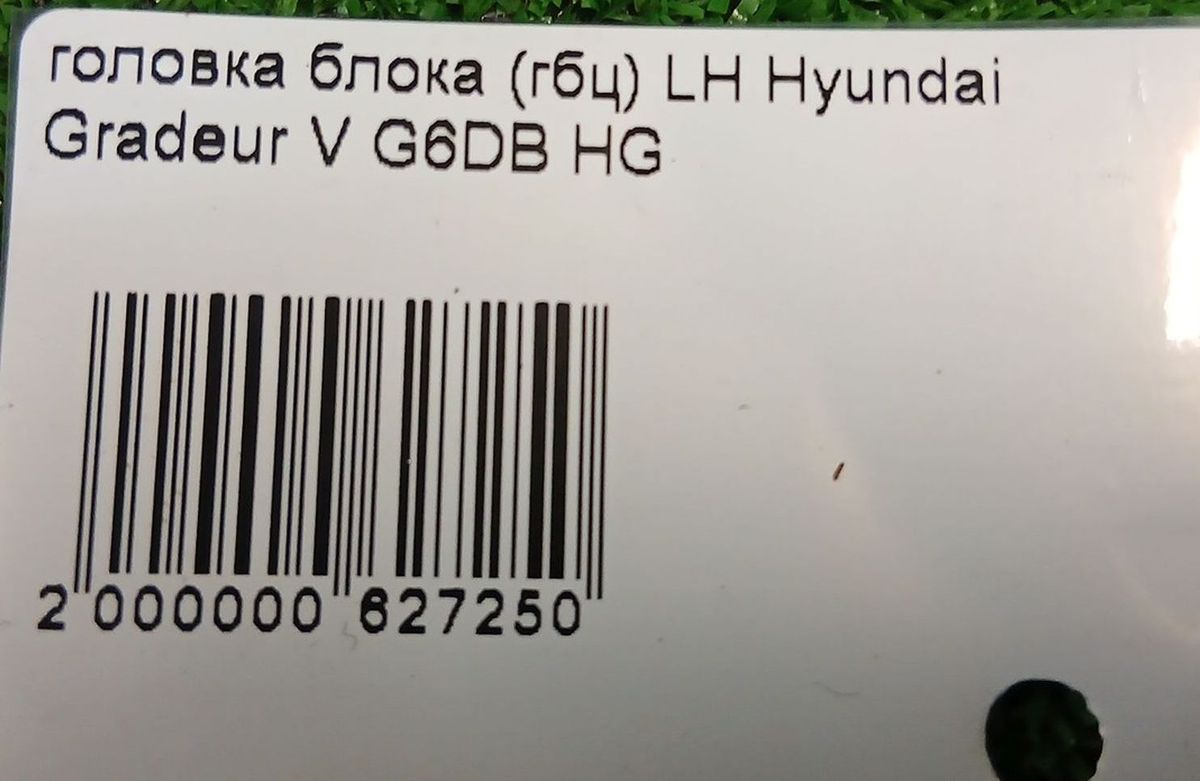 головка блока (гбц) LH Hyundai
Gradeur V G6DB HG
2 000000 627250